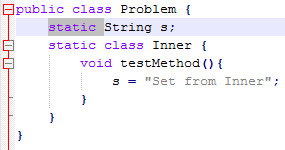 public class Problem {
    static String s;
    static class Inner {
        void testMethod(){
            s = "Set from Inner";
        }
    }
}